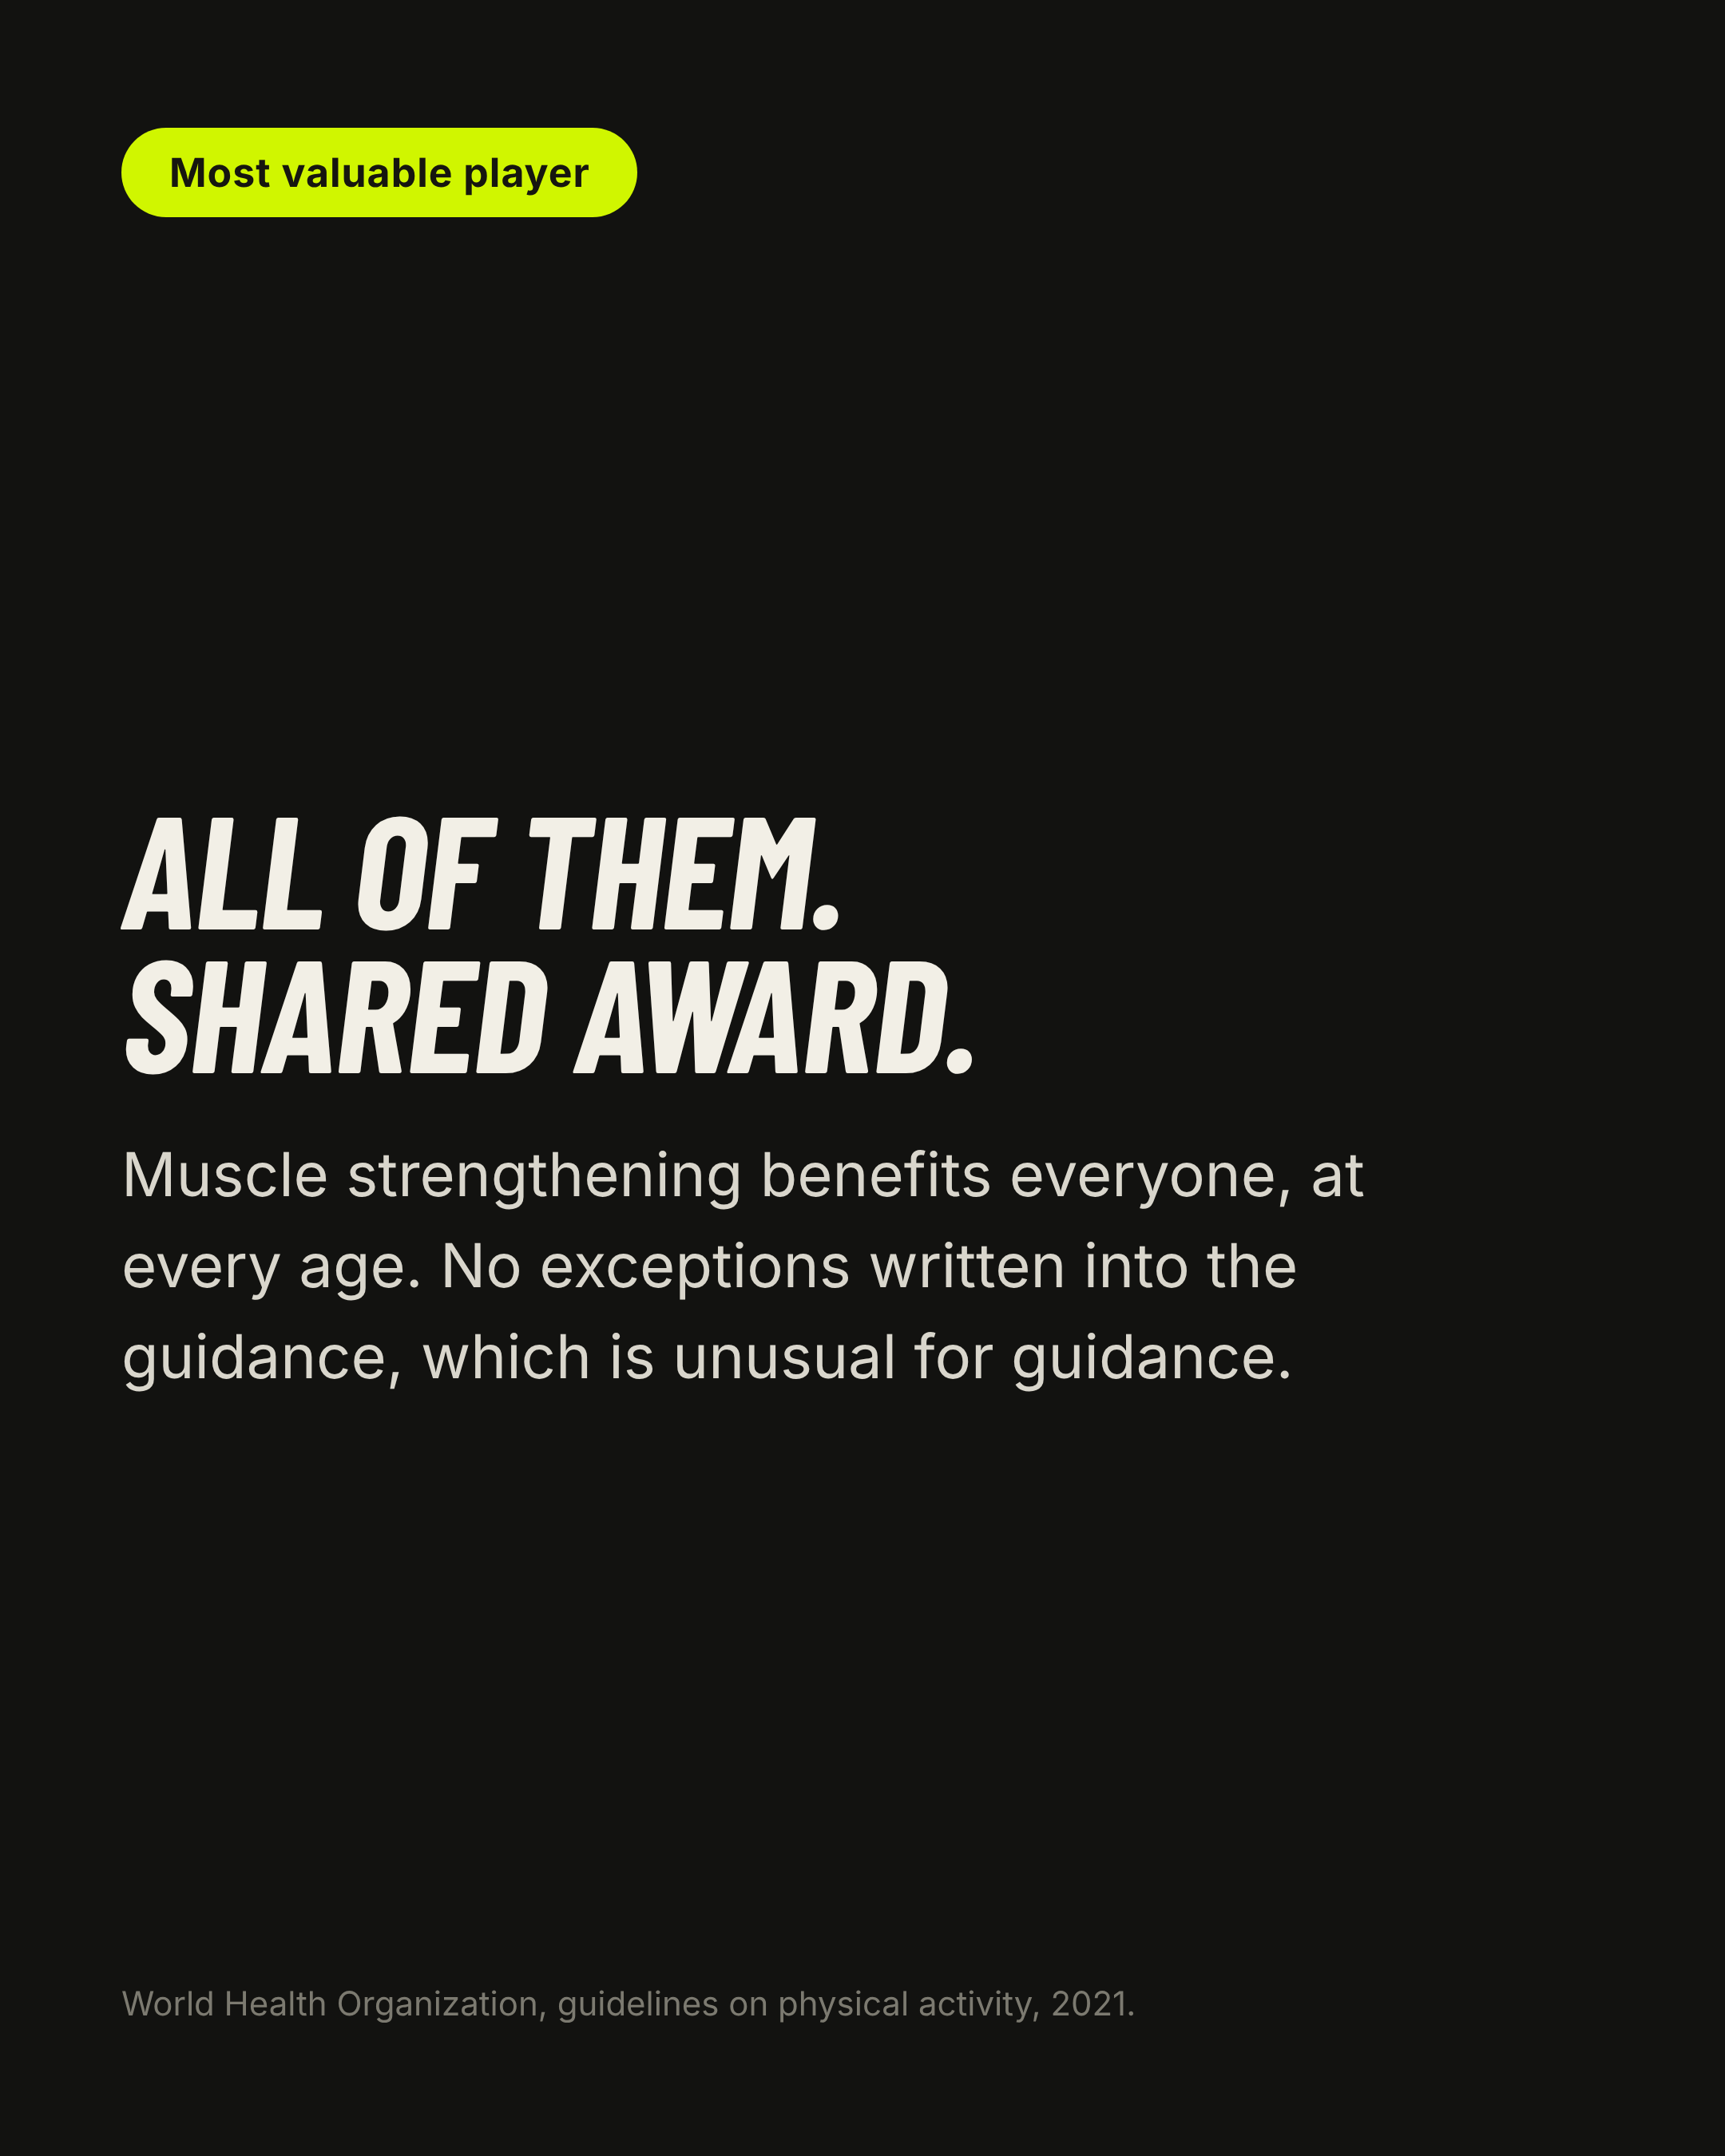 Most valuable player
ALL OF THEM.
SHARED AWARD.
Muscle strengthening benefits everyone, at
every age. No exceptions written into the
guidance, which is unusual for guidance.
World Health Organization, guidelines on physical activity, 2021.